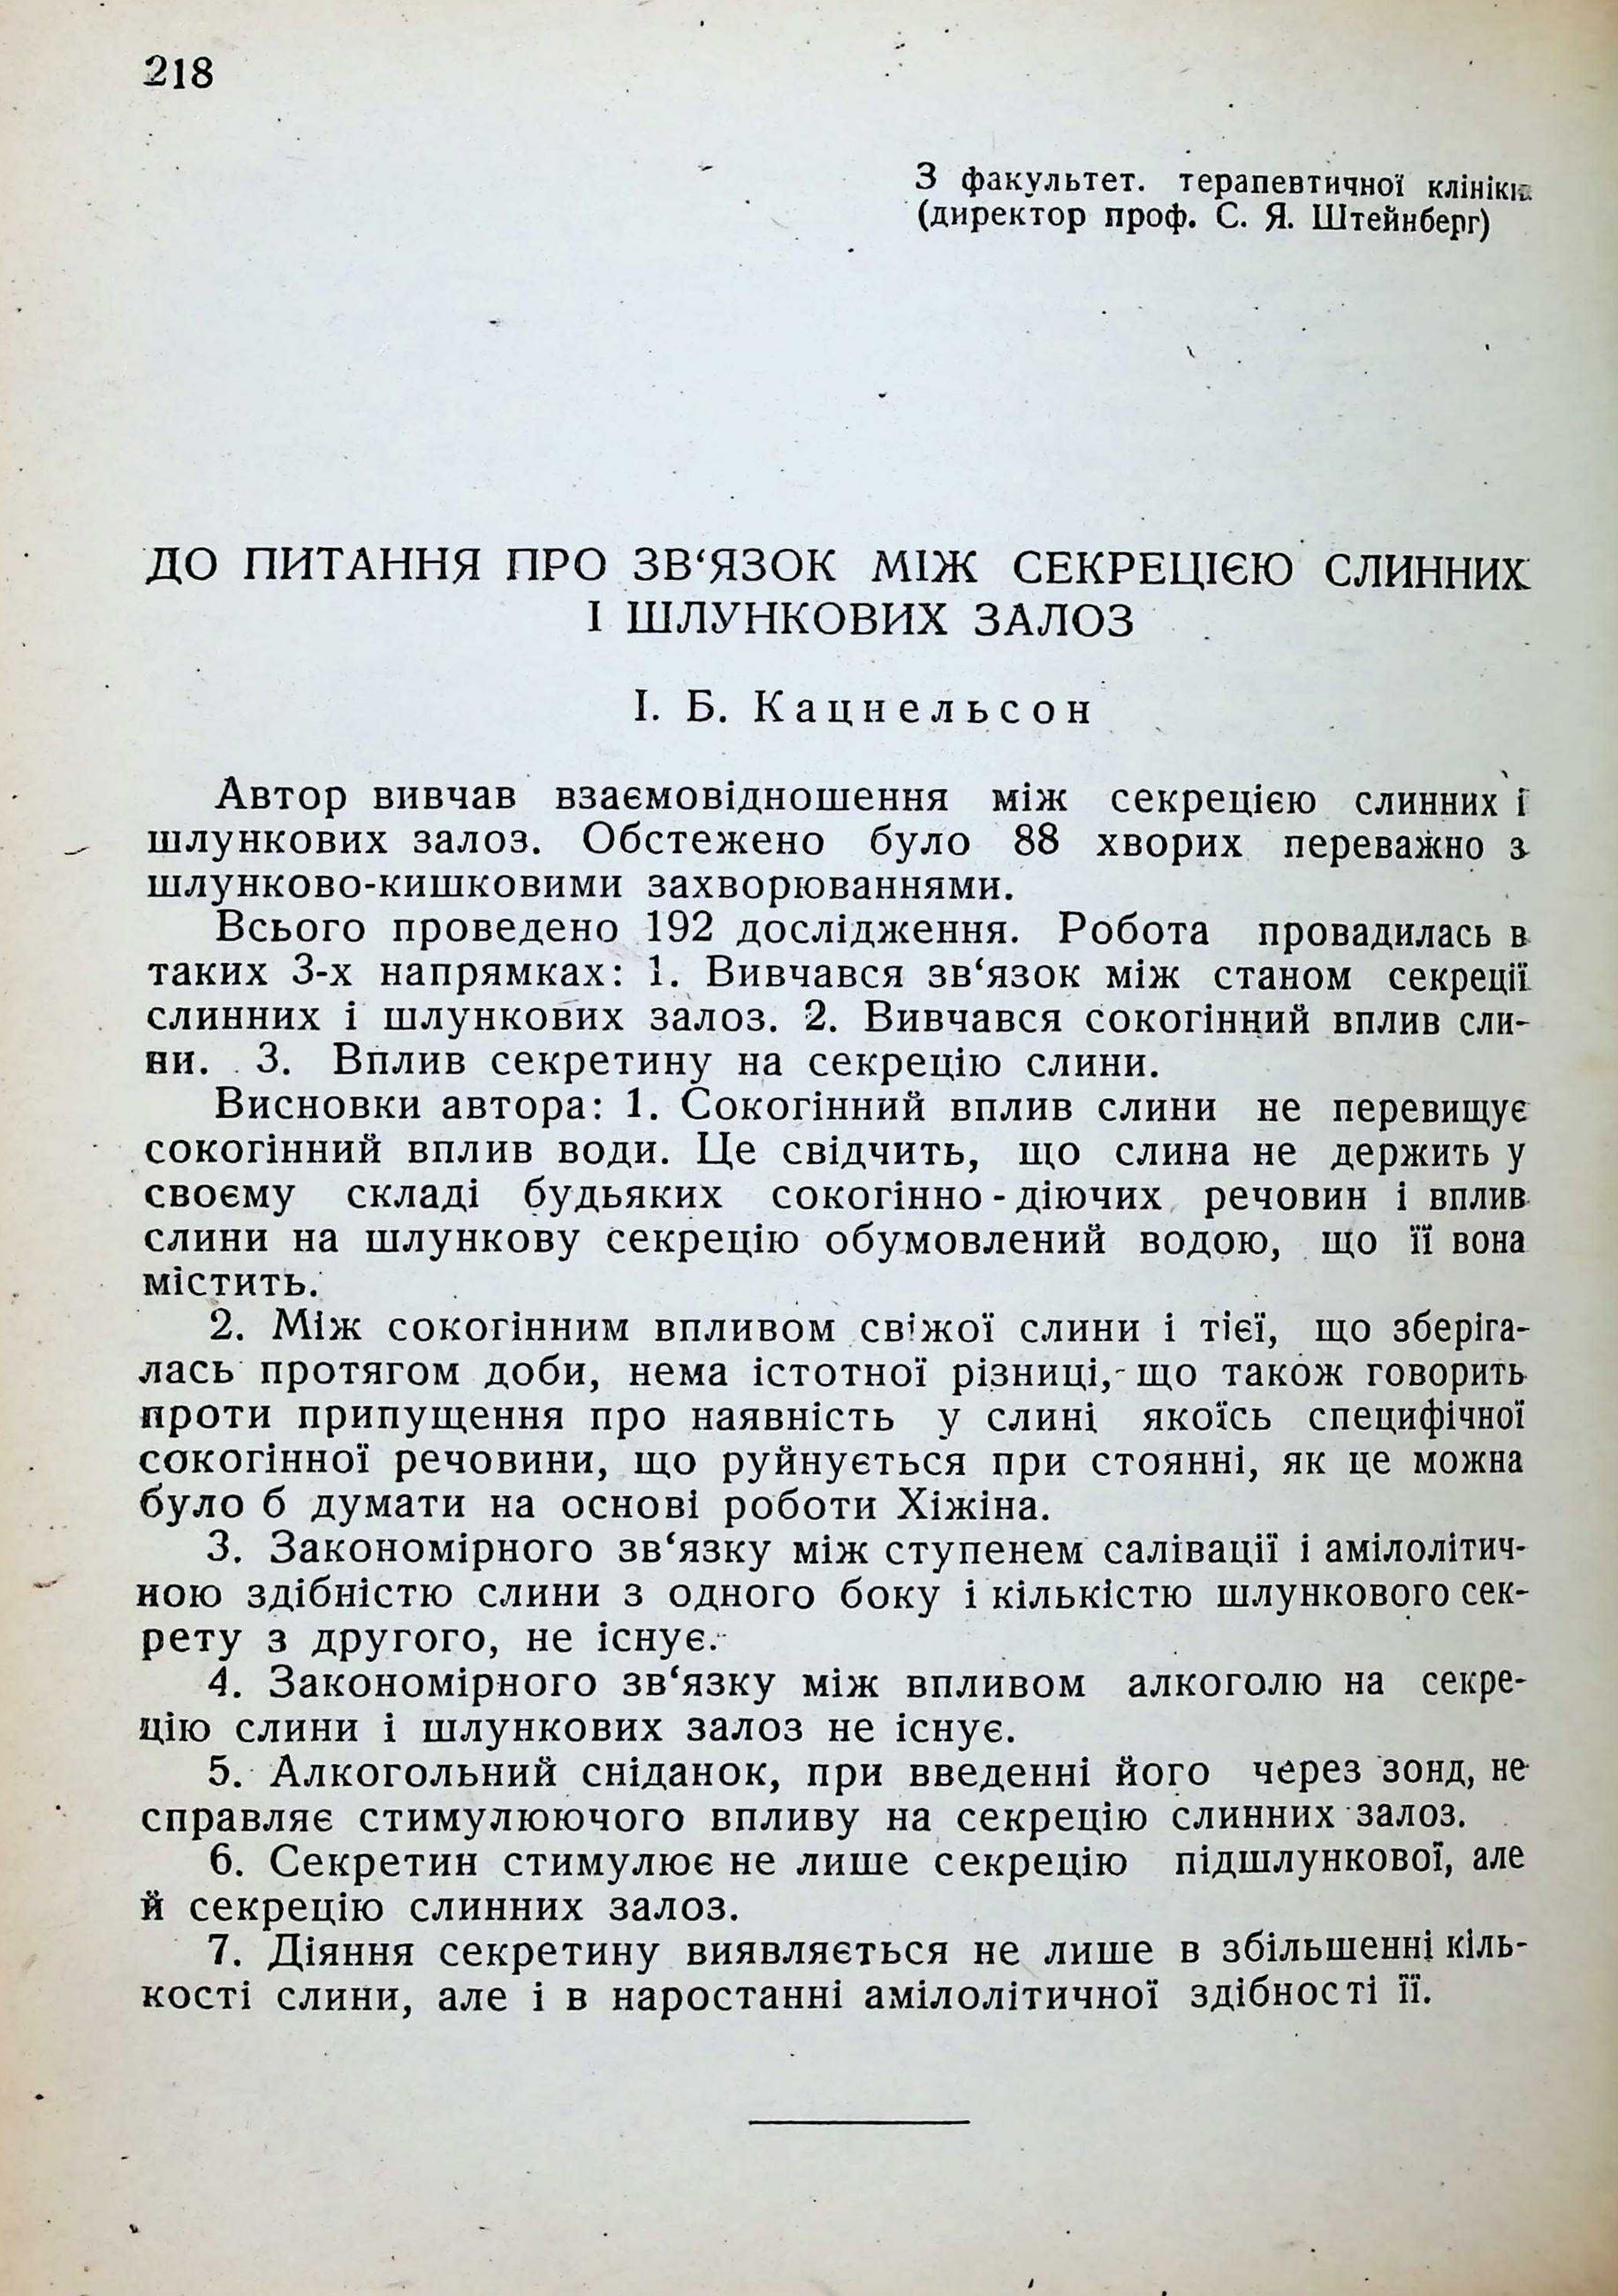 218
З факультет. терапевтичної клініки
(директор проф. С. Я. Штейнберг)
ДО ПИТАННЯ ПРО ЗВ‘ЯЗОК МІЖ СЕКРЕЦІЄЮ СЛИННИХ
І ШЛУНКОВИХ ЗАЛОЗ
І. Б. Кацнельсон
Автор вивчав взаємовідношення між секрецією слинних і
шлункових залоз. Обстежено було 88 хворих переважно з
шлунково-кишковими захворюваннями.
Всього проведено 192 дослідження. Робота провадилась в
таких 3-х напрямках: 1. Вивчався зв‘язок між станом секреції
слинних і шлункових залоз. 2. Вивчався сокогінний вплив сли-
ни. 3. Вплив секретину на секрецію слини.
Висновки автора: 1. Сокогінний вплив слини не перевищує
сокогінний вплив води. Це свідчить, що слина не держить у
своєму складі будьяких сокогінно-діючих речовин і вплив
слини на шлункову секрецію обумовлений водою, що її вона
містить.
2. Між сокогінним впливом свіжої слини і тієї, що зберіга-
лась протягом доби, нема істотної різниці, що також говорить
проти припущення про наявність у слині якоїсь специфічної
сокогінної речовини, що руйнується при стоянні, як це можна
було б думати на основі роботи Хіжіна.
3. Закономірного зв‘язку між ступенем салівації і амілолітич-
ною здібністю слини з одного боку і кількістю шлункового сек-
рету з другого, не існує.
4. Закономірного зв‘язку між впливом алкоголю на секре-
цію слини і шлункових залоз не існує.
5. Алкогольний сніданок, при введенні його через зонд, не
справляє стимулюючого впливу на секрецію слинних залоз.
6. Секретин стимулює не лише секрецію підшлункової, але
й секрецію слинних залоз.
7. Діяння секретину виявляється не лише в збільшенні кіль-
кості слини, але і в наростанні амілолітичної здібності її.